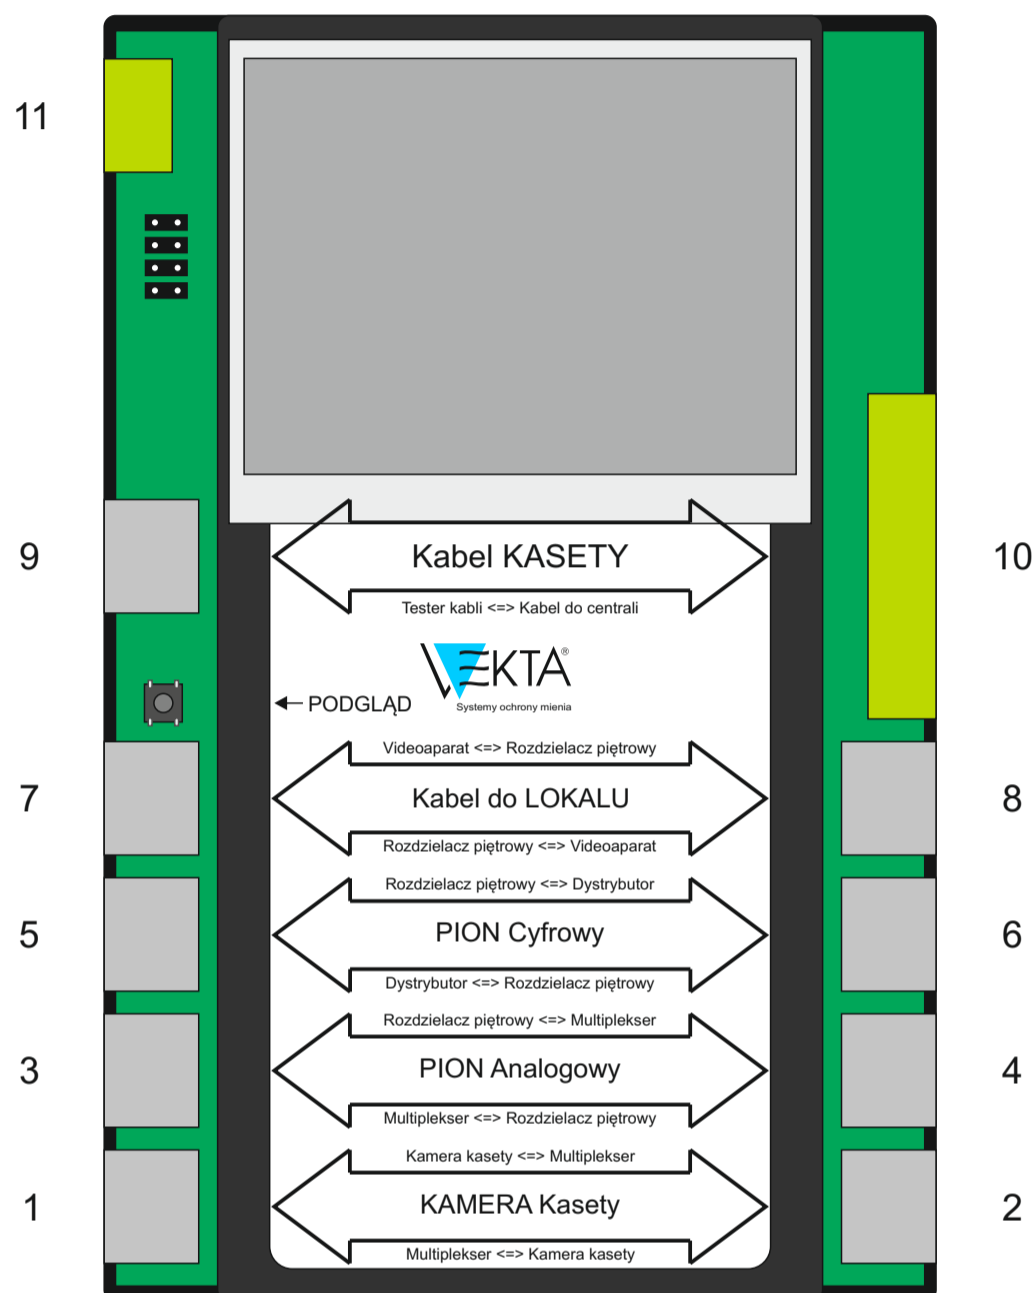 11
9
Kabel KASETY
10
Tester kabli <=> Kabel do centrali
VEKTA®
Systemy ochrony mienia
PODGLĄD
Videoaparat <=> Rozdzielacz piętrowy
7
Kabel do LOKALU
8
Rozdzielacz piętrowy <=> Videoaparat
Rozdzielacz piętrowy <=> Dystrybutor
5
PION Cyfrowy
6
Dystrybutor <=> Rozdzielacz piętrowy
Rozdzielacz piętrowy <=> Multiplekser
3
PION Analogowy
4
Multiplekser <=> Rozdzielacz piętrowy
Kamera kasety <=> Multiplekser
1
KAMERA Kasety
2
Multiplekser <=> Kamera kasety